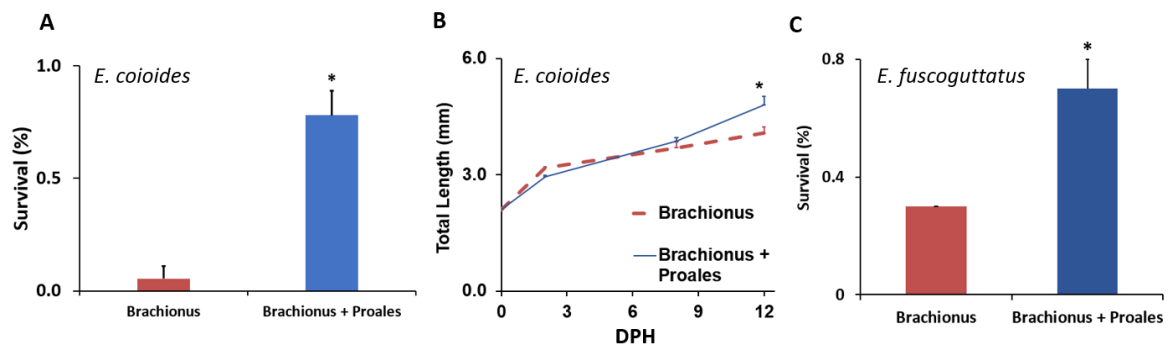 A
E. coioides
*
1.0
0.5
0.0
Survival (%)
Brachionus
Brachionus + Proales
B
E. coioides
*
6.0
3.0
0.0
Total Length (mm)
Brachionus
Brachionus +
Proales
0
3
6
9
12
DPH
C
E. fuscoguttatus
*
0.8
0.4
0
Survival (%)
Brachionus
Brachionus + Proales